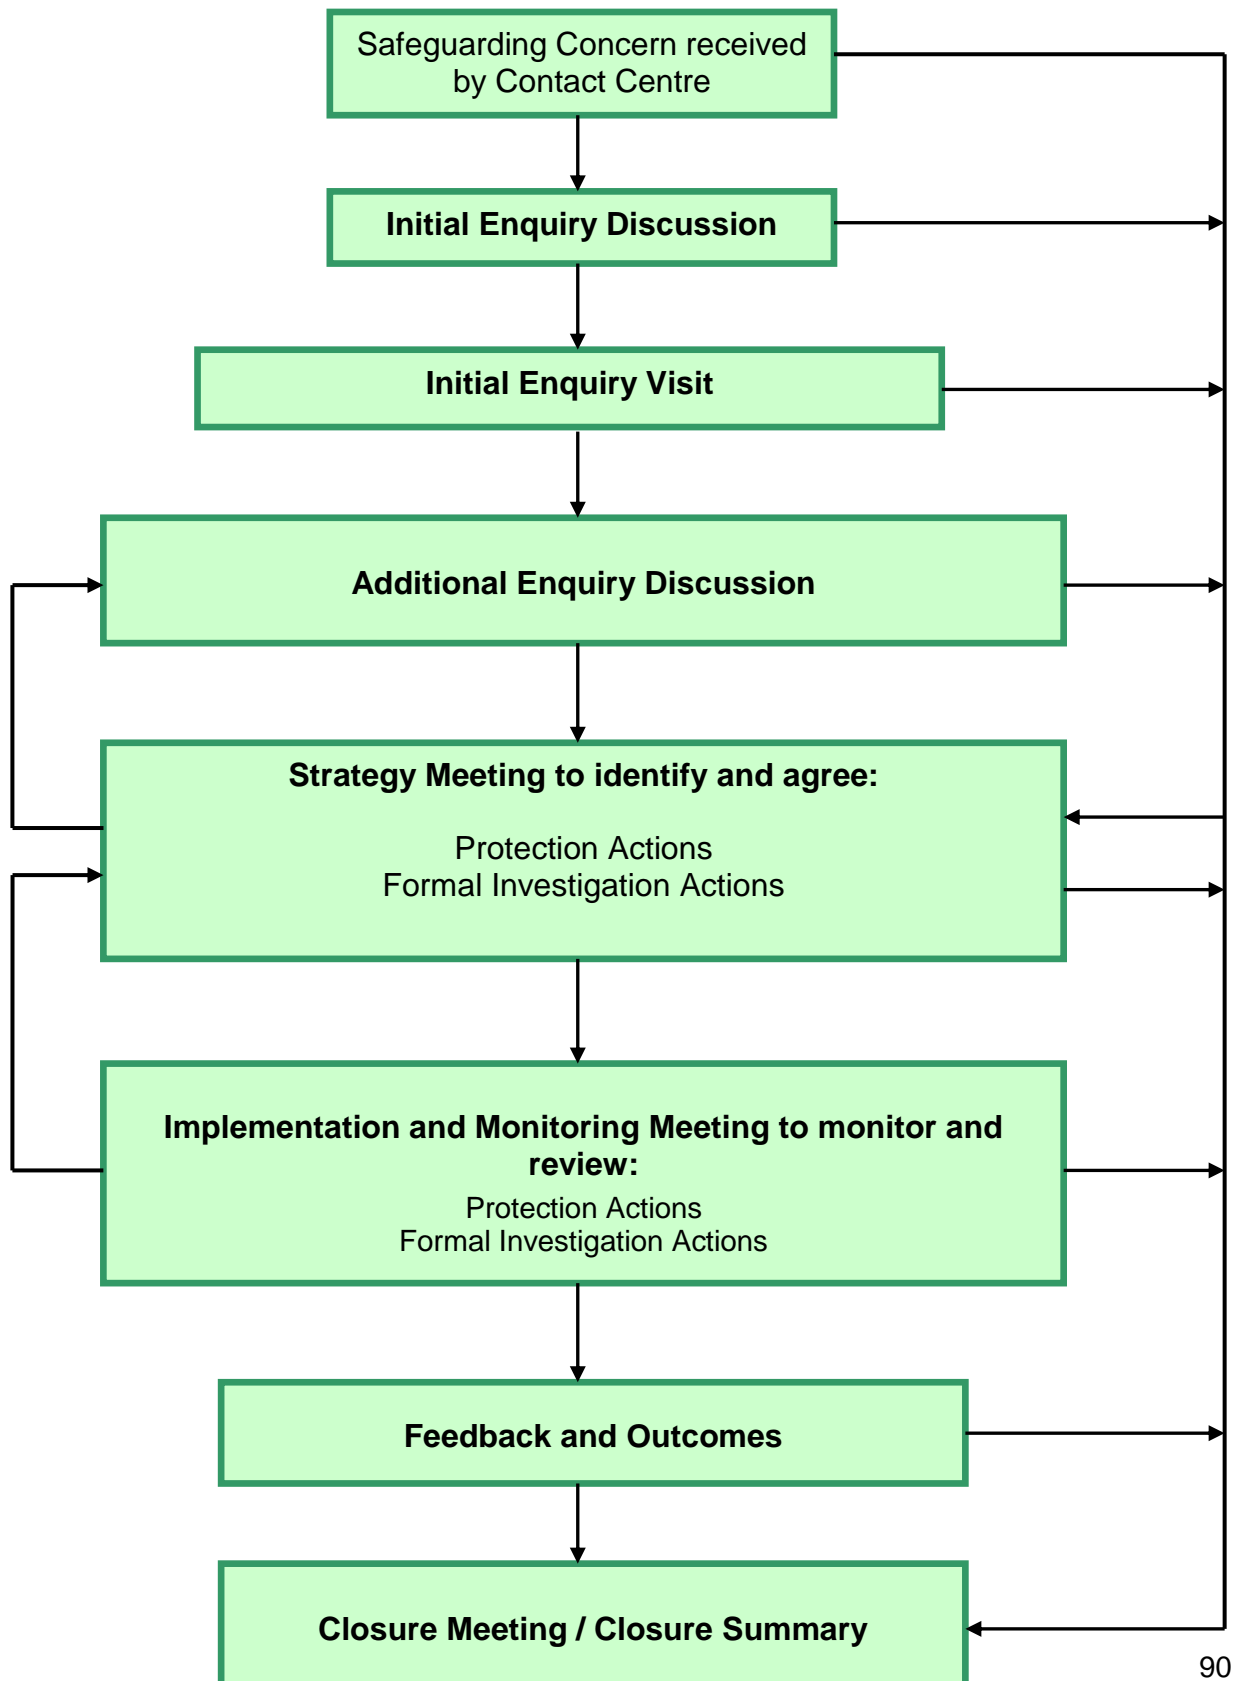 Safeguarding Concern received
by Contact Centre
Initial Enquiry Discussion
Initial Enquiry Visit
Additional Enquiry Discussion
Strategy Meeting to identify and agree:
Protection Actions
Formal Investigation Actions
Implementation and Monitoring Meeting to monitor and
review:
Protection Actions
Formal Investigation Actions
Feedback and Outcomes
Closure Meeting / Closure Summary
90